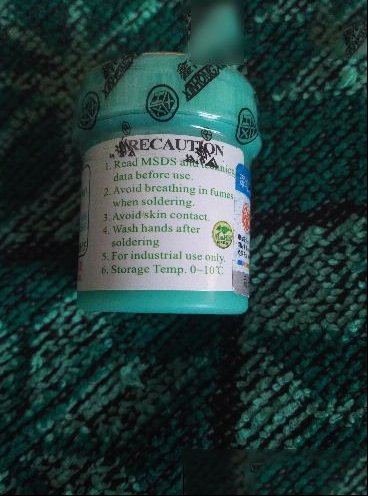 PRECAUTION
1. Read MSDS and technical
data before use.
2. Avoid breathing in fumes
when soldering.
3. Avoid skin contact.
4. Wash hands after
soldering
5. For industrial use only.
6. Storage Temp. 0~10℃